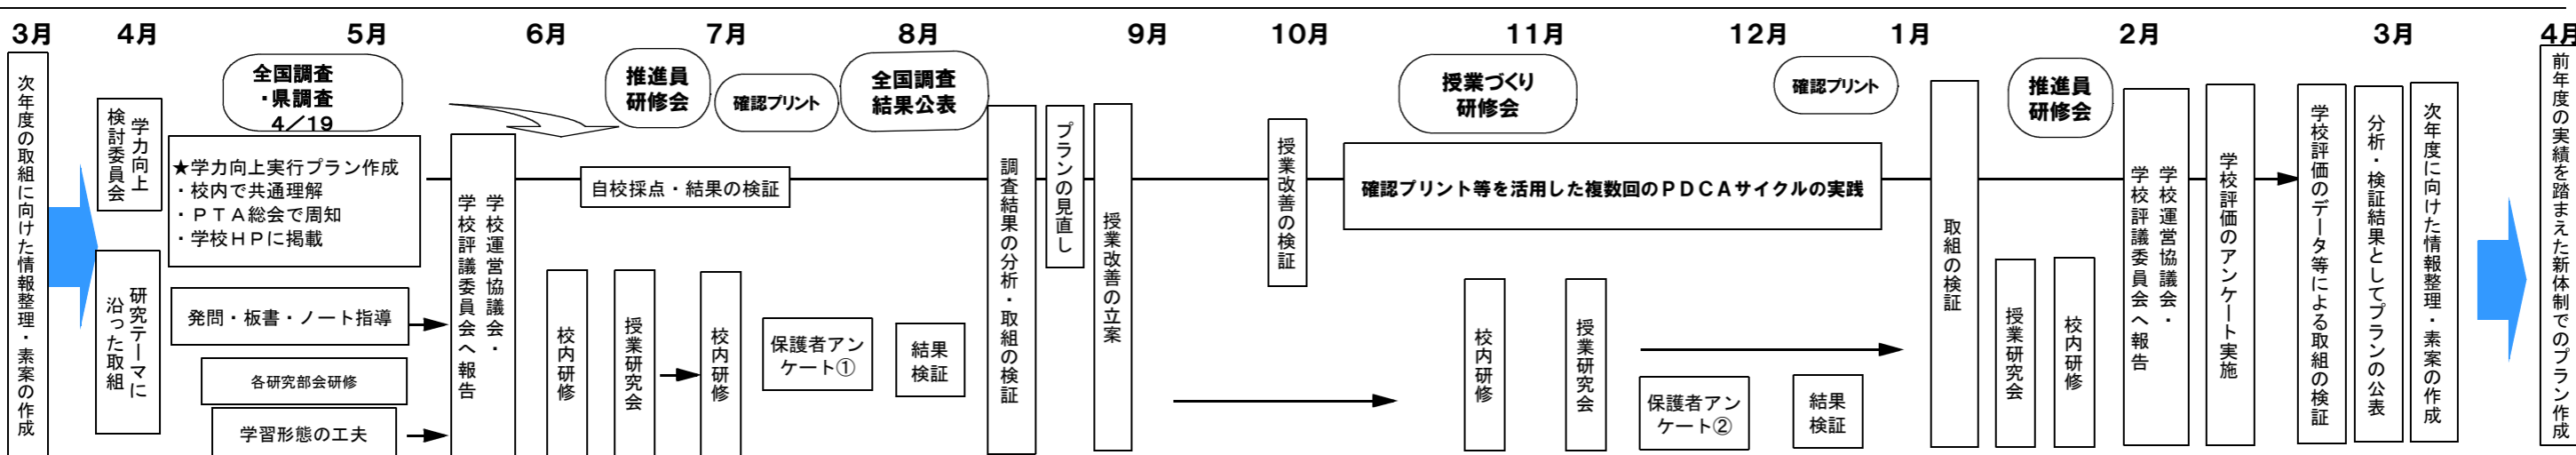 3月
4月
5月
6月
7月
8月
9月
10月
11月
12月
1月
2月
3月
4月
次年度の取組に向けた情報整理・素案の作成
学力向上
検討委員会
研究テーマに
沿った取組
全国調査
・県調査
4／19
★学力向上実行プラン作成
・校内で共通理解
・ＰＴＡ総会で周知
・学校ＨＰに掲載
発問・板書・ノート指導
各研究部会研修
学習形態の工夫
学校運営協議会・
学校評議委員会へ報告
推進員
研修会
確認プリント
全国調査
結果公表
自校採点・結果の検証
校内研修
授業研究会
校内研修
保護者アン
ケート①
結果
検証
調査結果の分析・取組の検証
プランの見直し
授業改善の立案
授業改善の検証
授業づくり
研修会
確認プリント
確認プリント等を活用した複数回のＰＤＣＡサイクルの実践
校内研修
授業研究会
保護者アン
ケート②
結果
検証
取組の検証
推進員
研修会
授業研究会
校内研修
学校運営協議会・
学校評議委員会へ報告
学校評価のアンケート実施
学校評価のデータ等による取組の検証
分析・検証結果としてプランの公表
次年度に向けた情報整理・素案の作成
前年度の実績を踏まえた新体制でのプラン作成